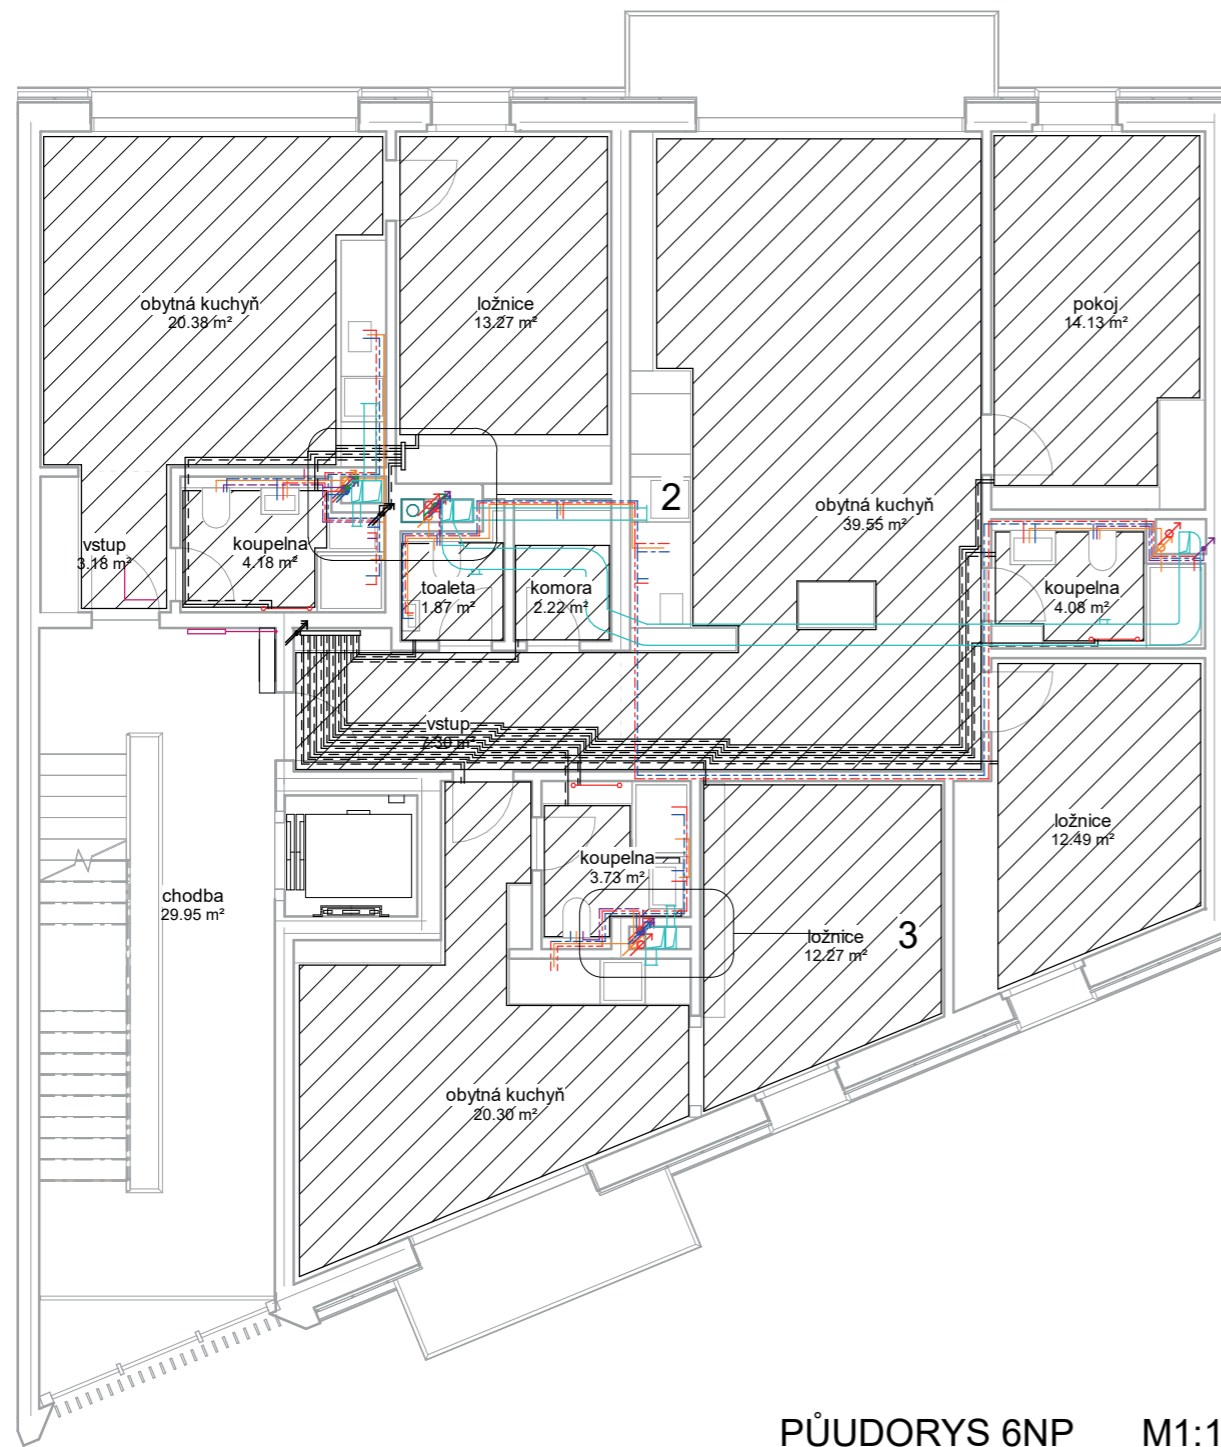 obytná kuchyň
20.38 m²
ložnice
13.27 m²
pokoj
14.13 m²
2
obytná kuchyň
39.55 m²
vstup
3.18 m²
koupelna
4.18 m²
toaleta
1.87 m²
komora
2.22 m²
koupelna
4.08 m²
vstup
7.30 m²
ložnice
12.49 m²
koupelna
3.73 m²
chodba
29.95 m²
ložnice
12.27 m²
3
obytná kuchyň
20.30 m²
PŮUDORYS 6NP M1:1